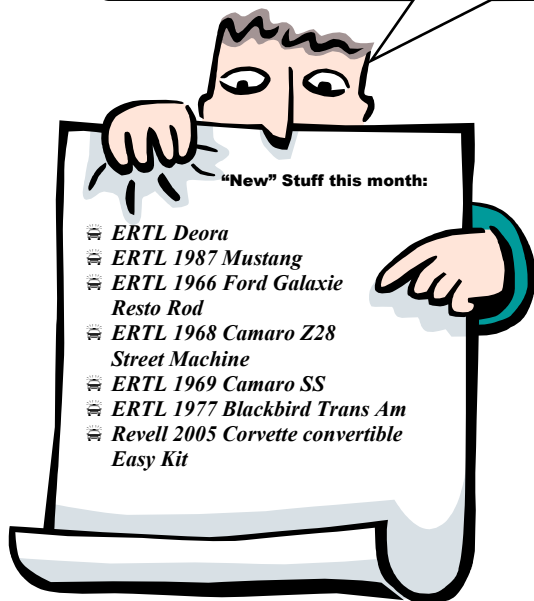 “New” Stuff this month:
ERTL Deora
ERTL 1987 Mustang
ERTL 1966 Ford Galaxie
Resto Rod
ERTL 1968 Camaro Z28
Street Machine
ERTL 1969 Camaro SS
ERTL 1977 Blackbird Trans Am
Revell 2005 Corvette convertible
Easy Kit